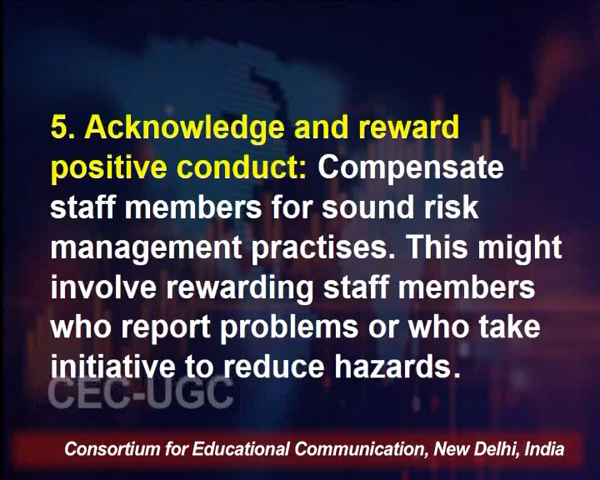 5. Acknowledge and reward
positive conduct: Compensate
staff members for sound risk
management practises. This might
involve rewarding staff members
who report problems or who take
initiative to reduce hazards.
CEC-UGC
Consortium for Educational Communication, New Delhi, India